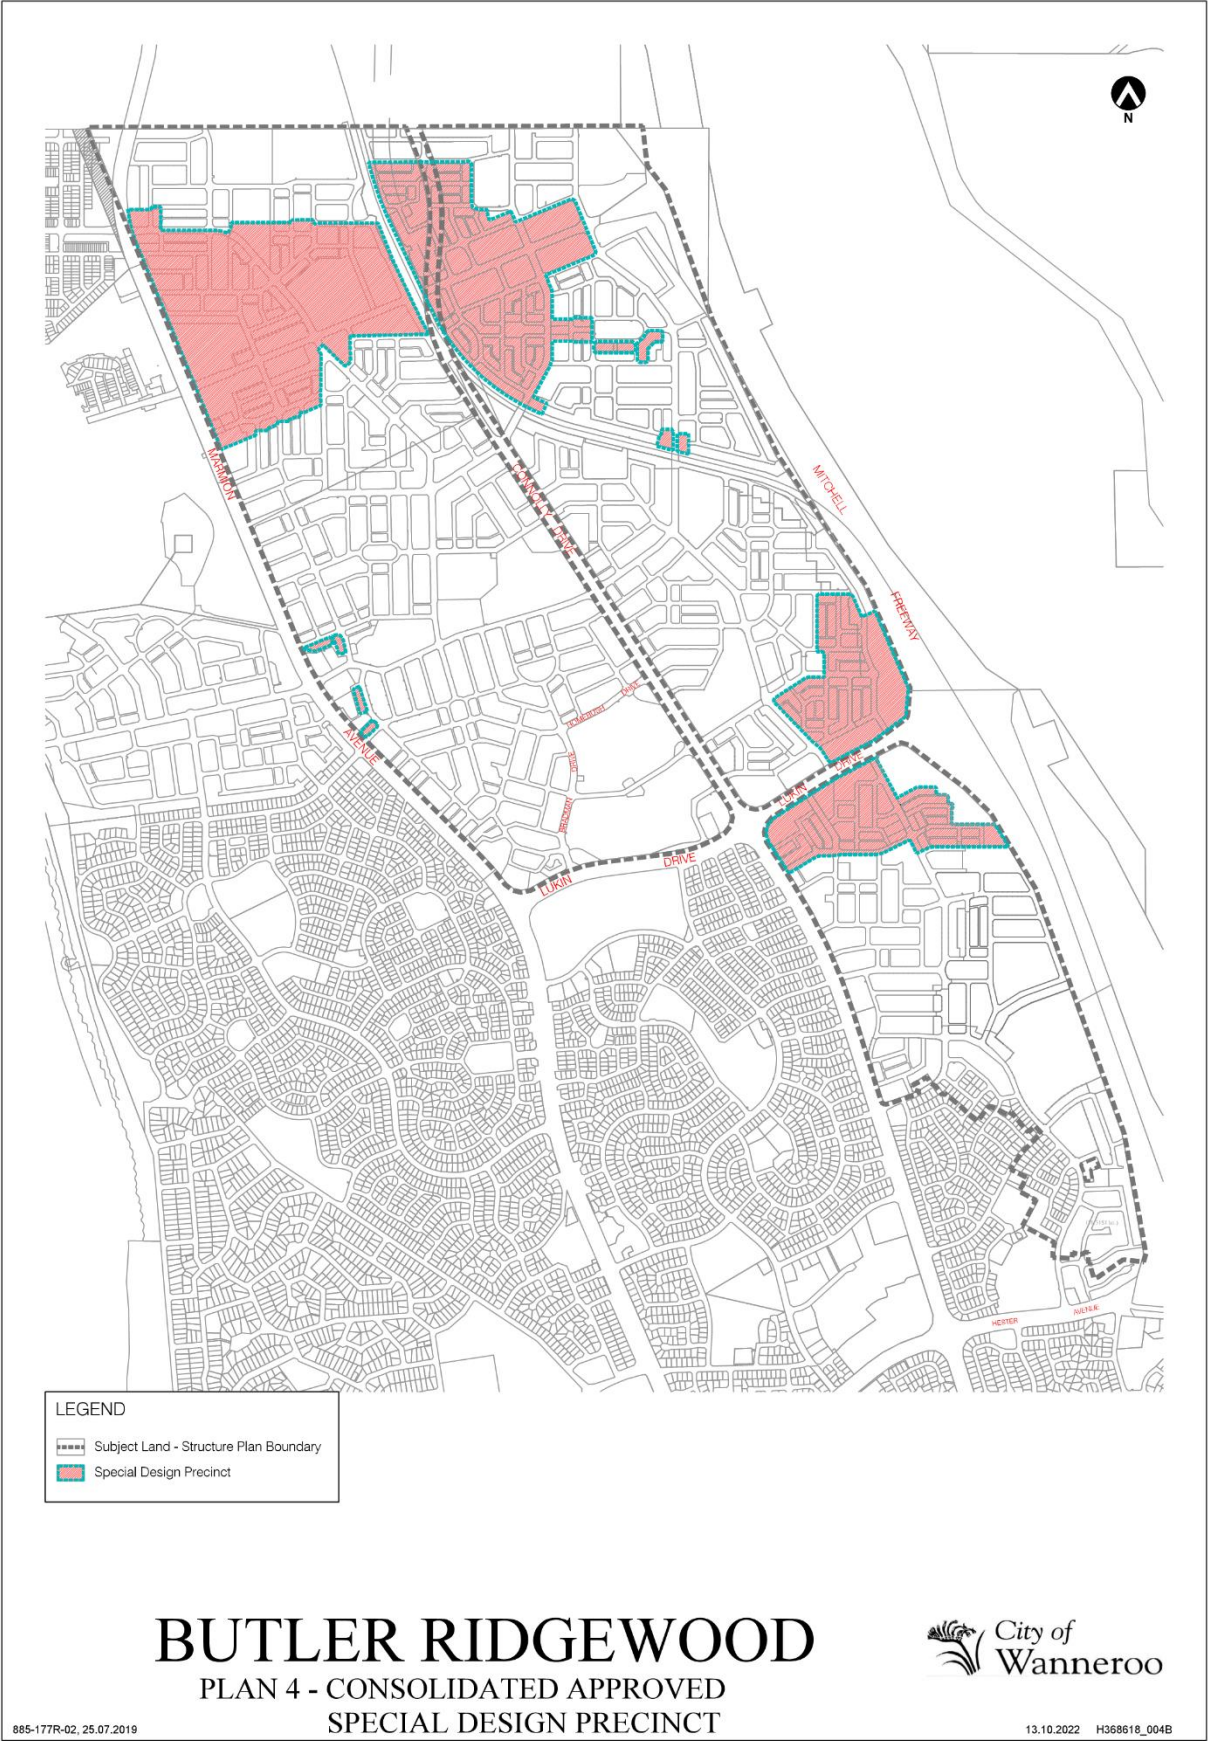 N
MARMION
CONNOLLY DRIVE
MITCHELL
FREEWAY
AVENUE
DRIVE
HOMERUSH
LUKIN DRIVE
LUKIN DRIVE
HESTER AVENUE
LEGEND
Subject Land - Structure Plan Boundary
Special Design Precinct
BUTLER RIDGEWOOD
PLAN 4 - CONSOLIDATED APPROVED
SPECIAL DESIGN PRECINCT
City of
Wanneroo
885-177R-02, 25.07.2019
13.10.2022 H368618_004B